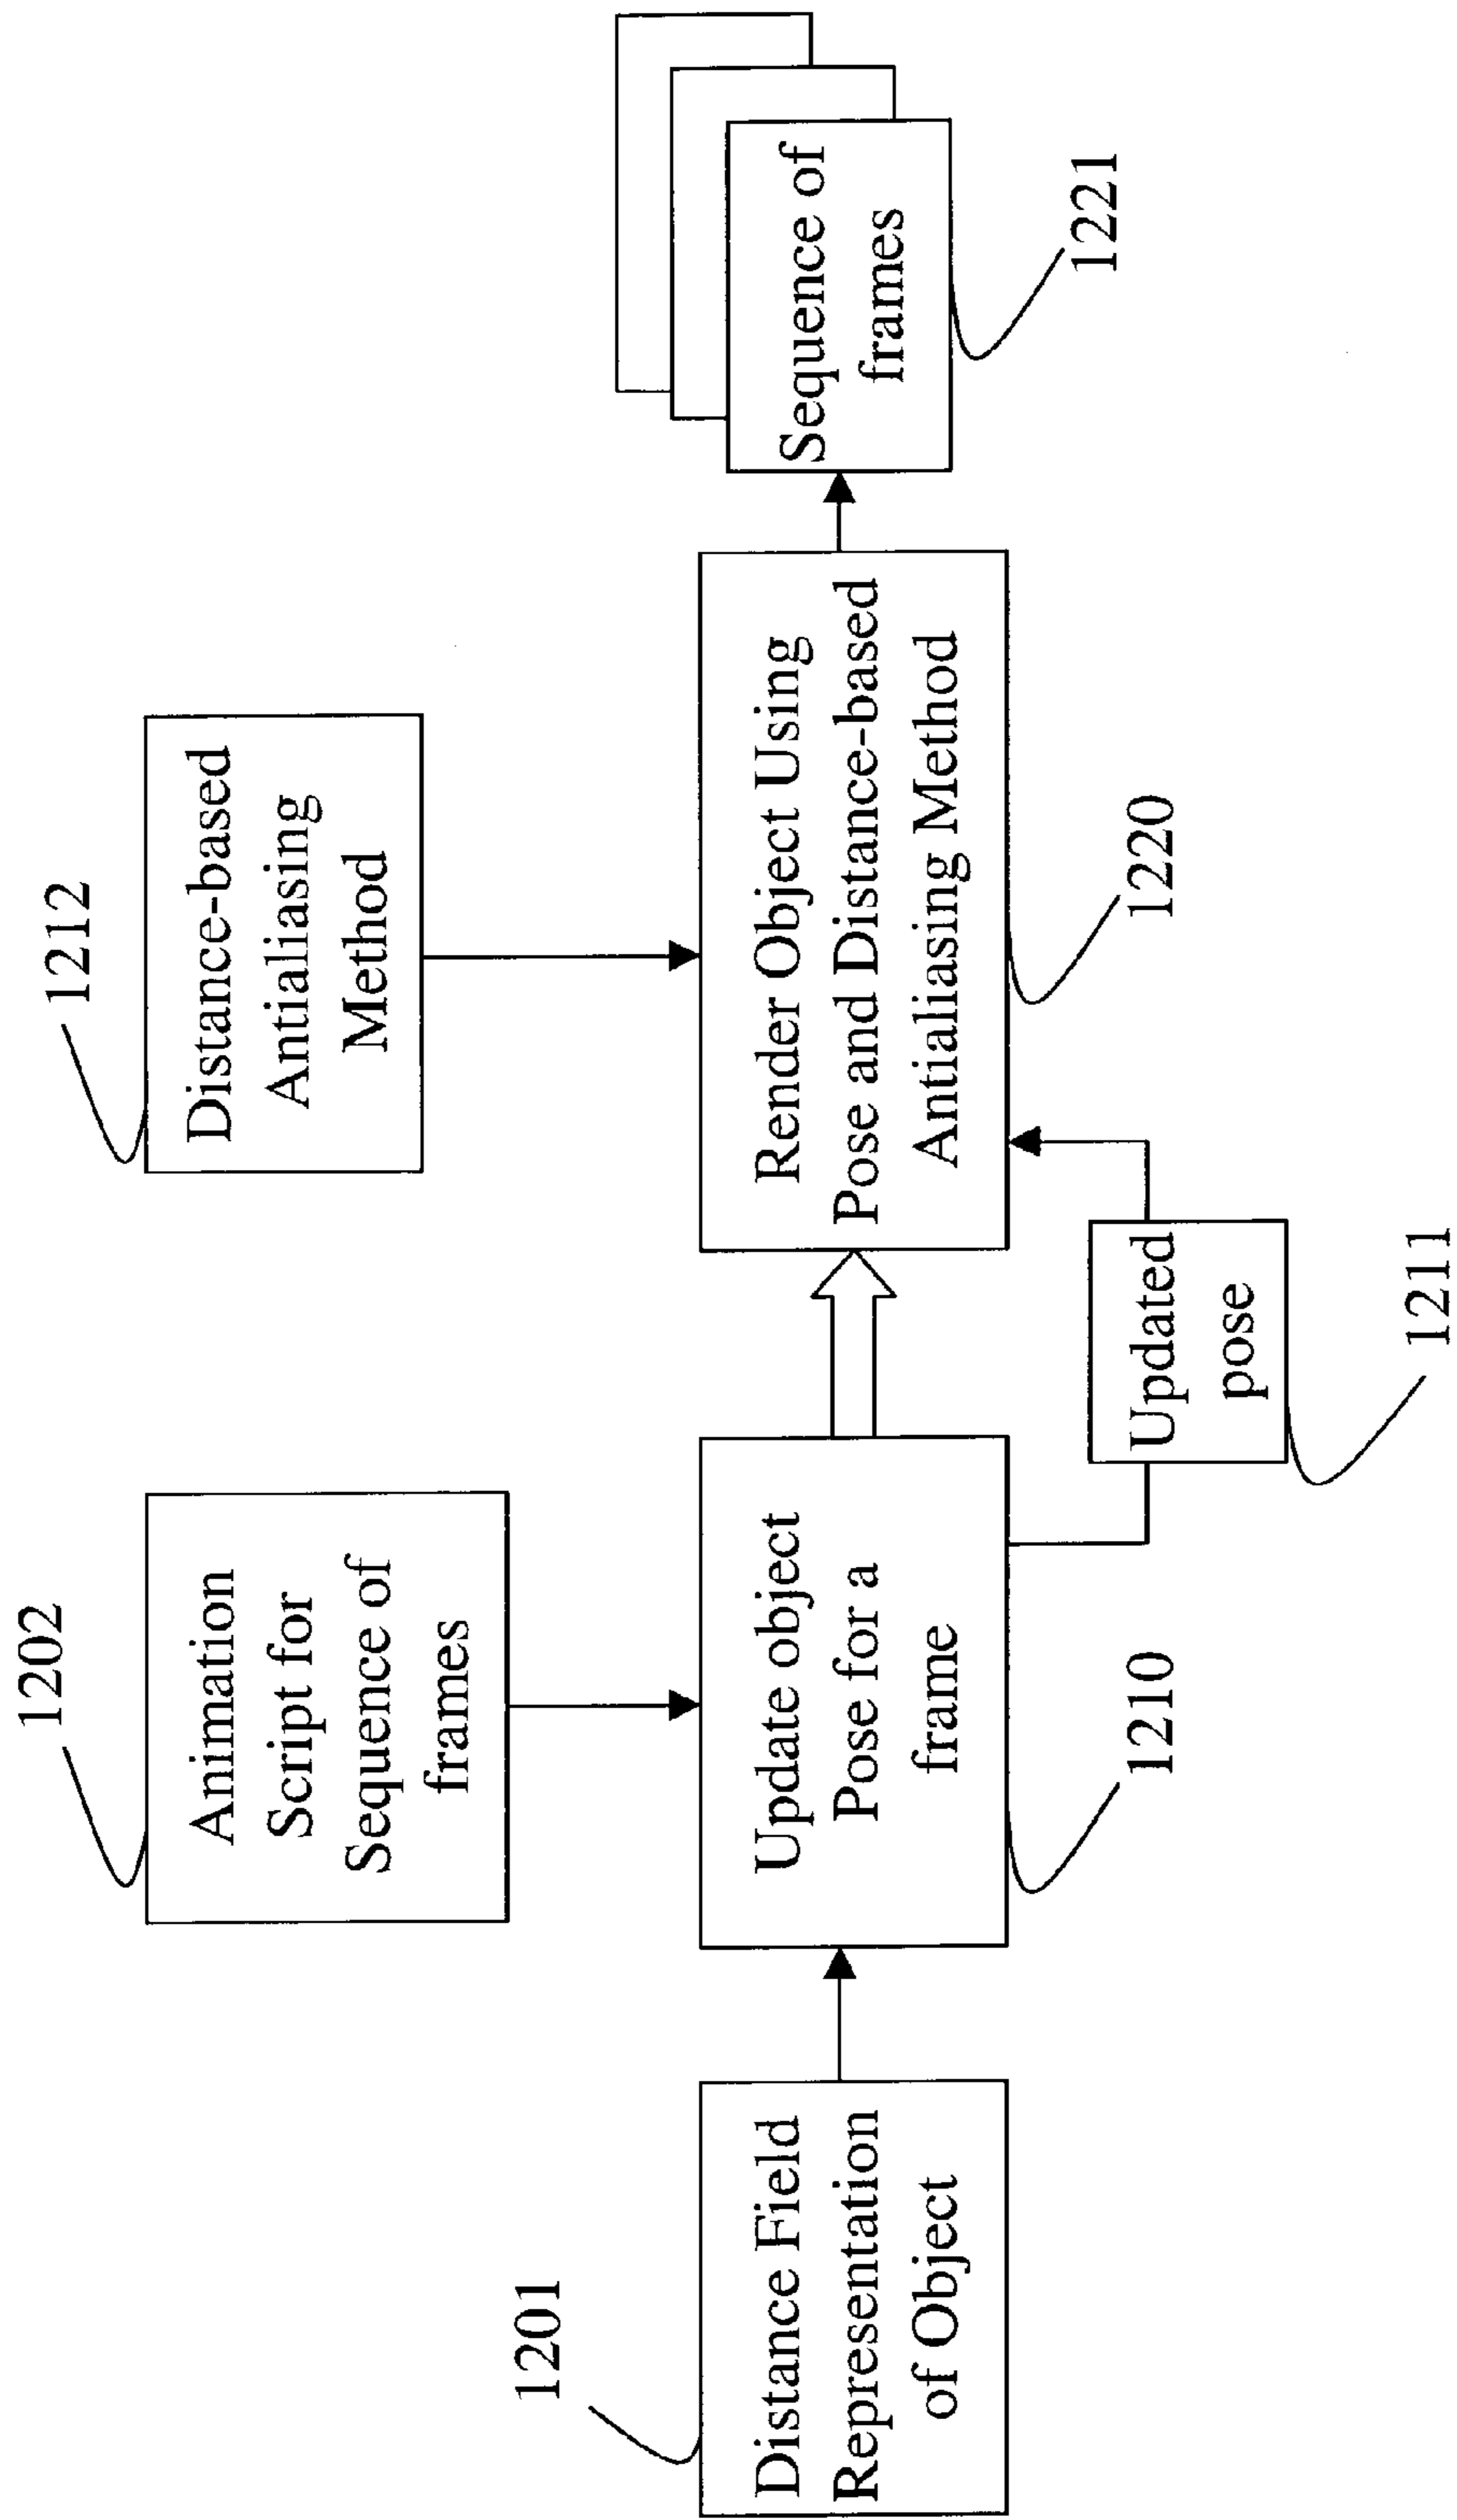 1201
Distance Field
Representation
of Object
1202
Animation
Script for
Sequence of
frames
Update object
Pose for a
frame
1210
Updated
pose
1211
1212
Distance-based
Antialiasing
Method
Render Object Using
Pose and Distance-based
Antialiasing Method
1220
Sequence of
frames
1221